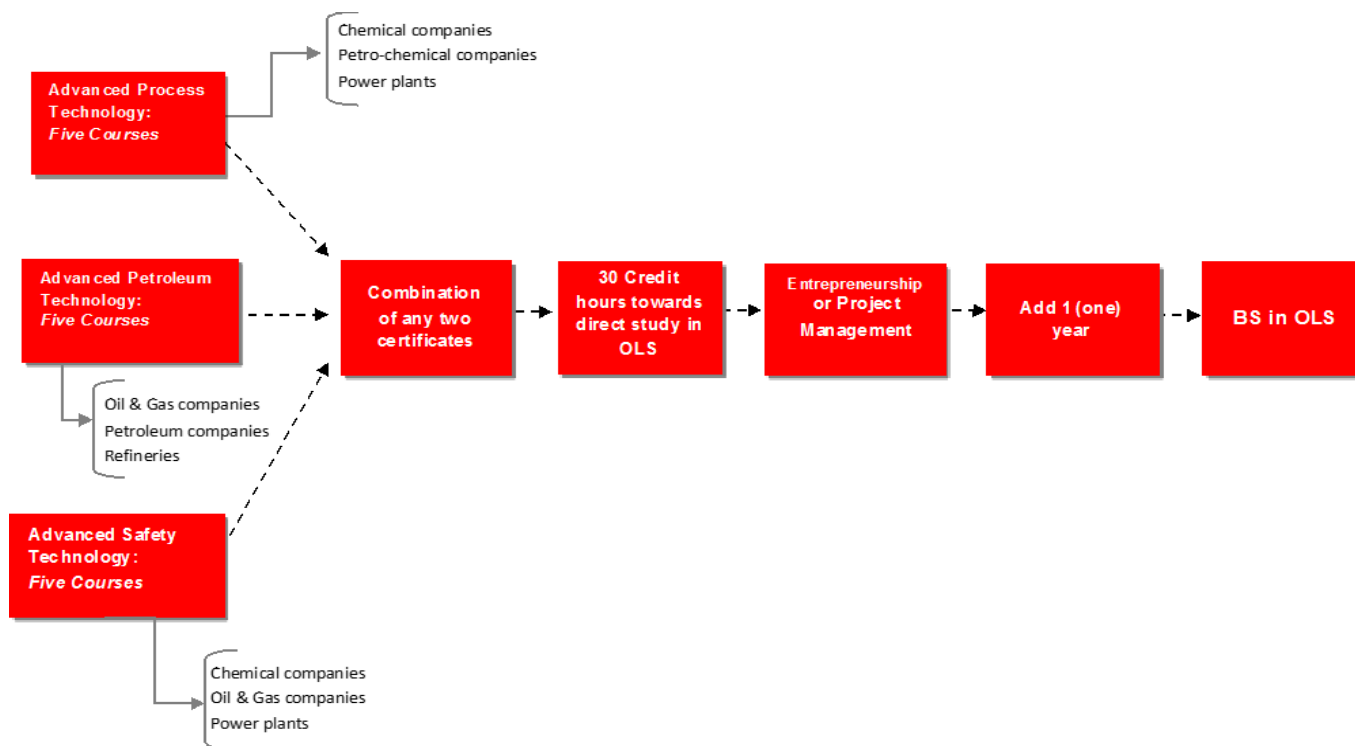 Chemical companies
Petro-chemical companies
Power plants
Advanced Process
Technology:
Five Courses
Advanced Petroleum
Technology:
Five Courses
Oil & Gas companies
Petroleum companies
Refineries
Advanced Safety
Technology:
Five Courses
Chemical companies
Oil & Gas companies
Power plants
Combination
of any two
certificates
30 Credit
hours towards
direct study in
OLS
Entrepreneurship
or Project
Management
Add 1 (one)
year
BS in OLS